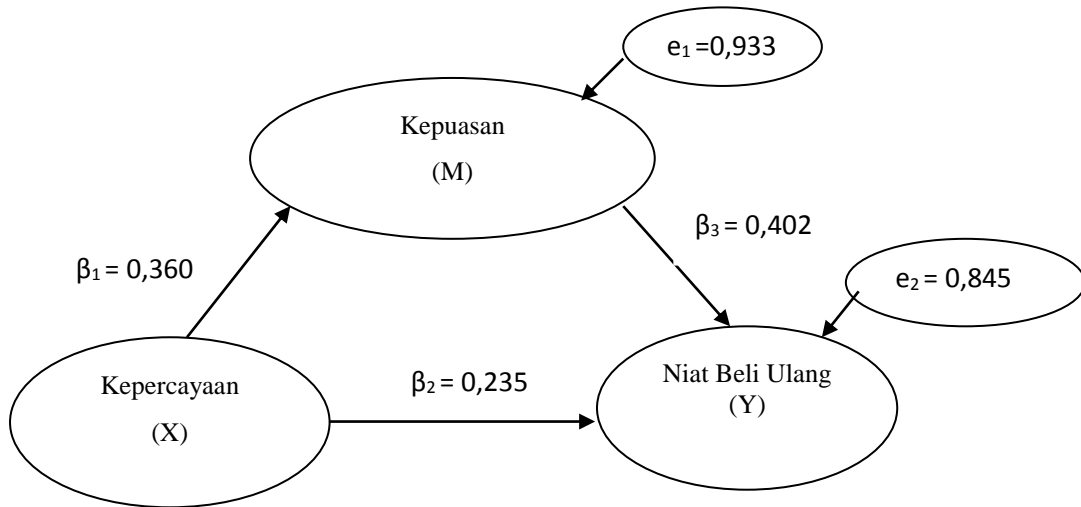 e₁ =0,933
Kepuasan
(M)
β₃ = 0,402
β₁ = 0,360
e₂ = 0,845
Kepercayaan
(X)
β₂ = 0,235
Niat Beli Ulang
(Y)